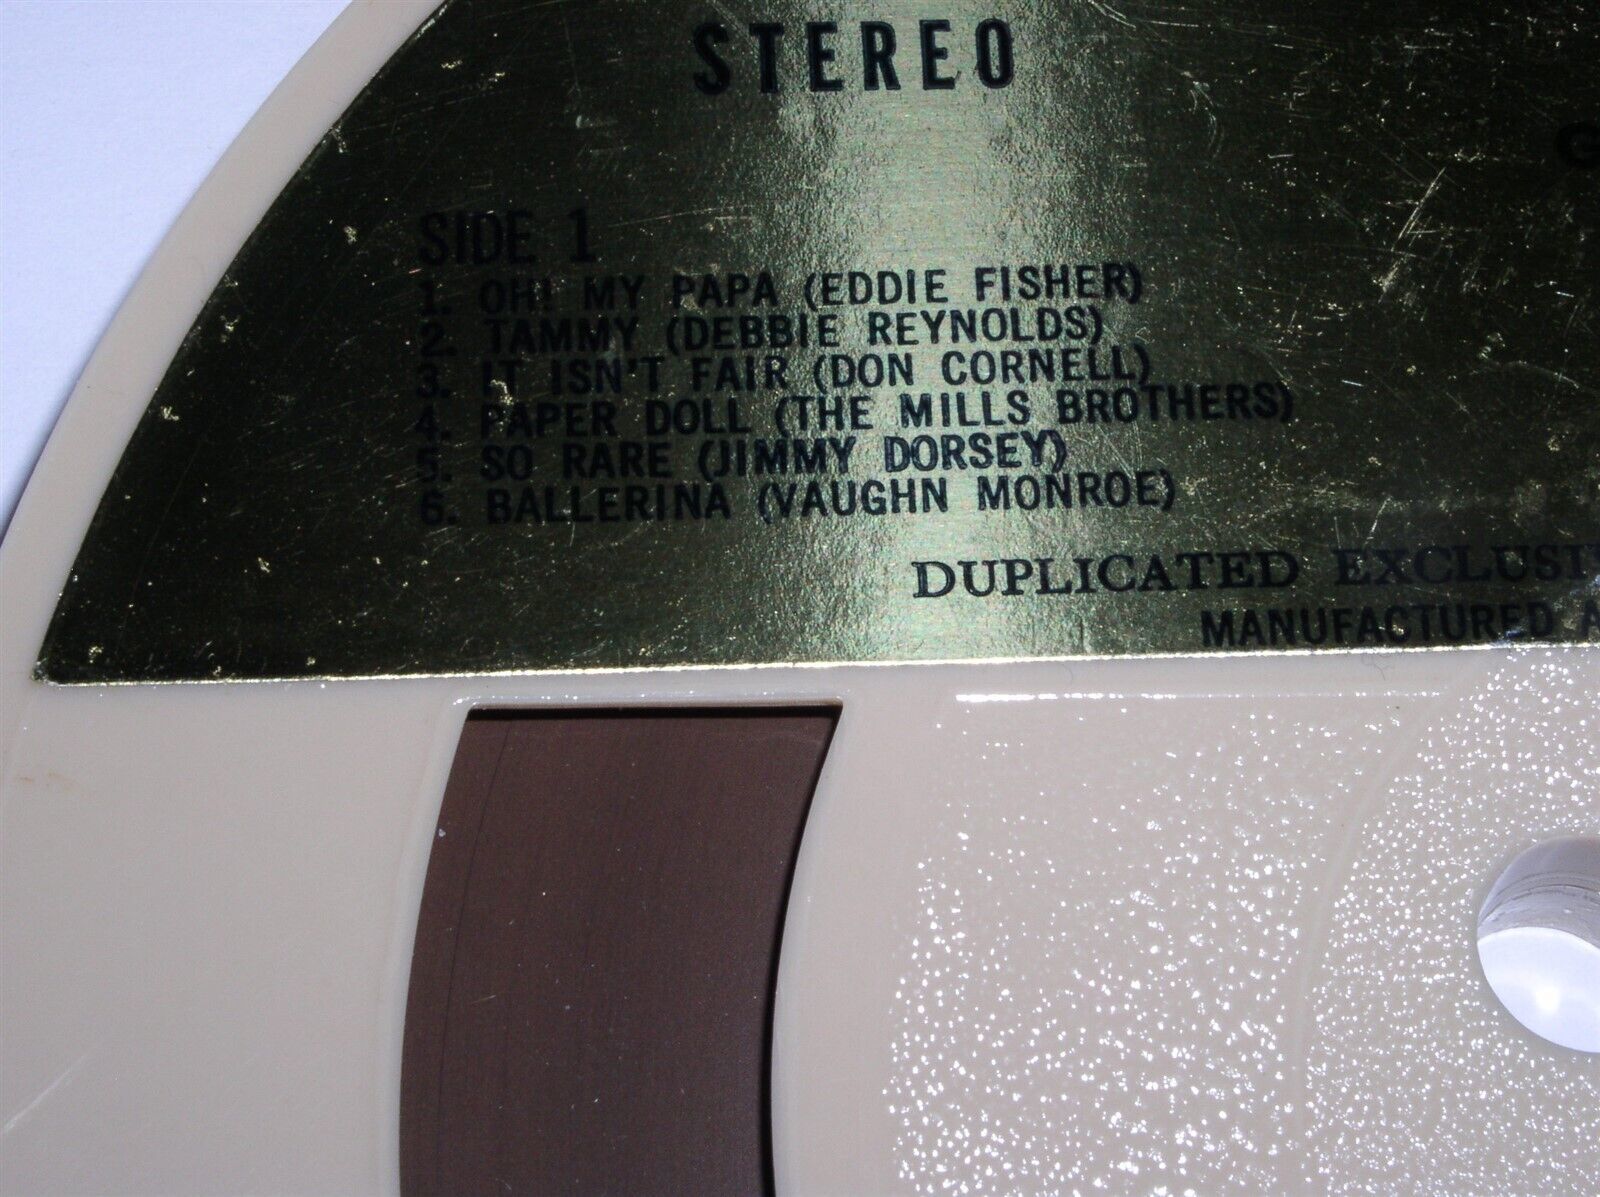 STEREO
SIDE 1
1. OH! MY PAPA (EDDIE FISHER)
2. TAMMY (DEBBIE REYNOLDS)
3. IT ISN'T FAIR (DON CORNELL)
4. PAPER DOLL (THE MILLS BROTHERS)
5. SO RARE (JIMMY DORSEY)
6. BALLERINA (VAUGHN MONROE)
DUPLICATED
MANUFACTURED